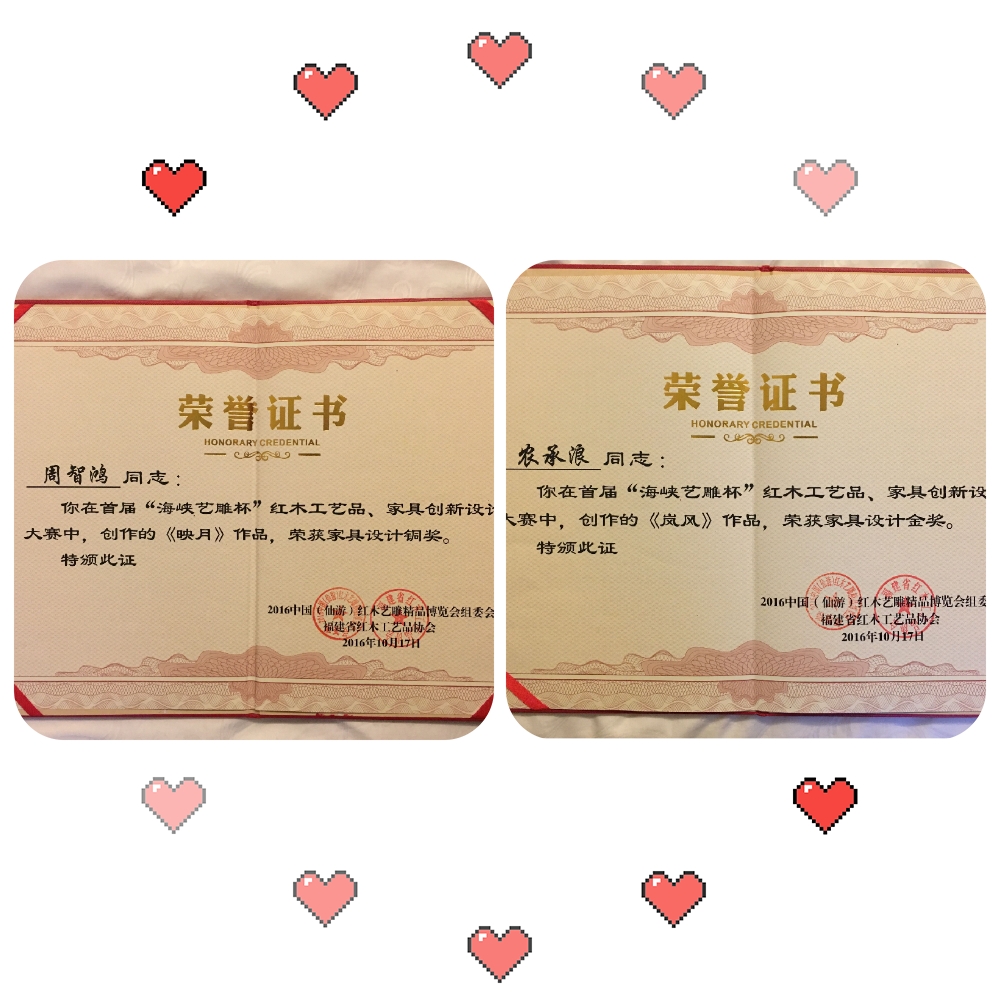 荣誉证书
HONORARY CREDENTIAL
周智鸿 同志：
你在首届“海峡艺雕杯”红木工艺品、家具创新设计
大赛中，创作的《映月》作品，荣获家具设计铜奖。
特颁此证
2016中国（仙游）红木艺雕精品博览会组委会
福建省红木工艺品协会
2016年10月17日
荣誉证书
HONORARY CREDENTIAL
农承浪 同志：
你在首届“海峡艺雕杯”红木工艺品、家具创新设
大赛中，创作的《岚风》作品，荣获家具设计金奖。
特颁此证
2016中国（仙游）红木艺雕精品博览会组委
福建省红木工艺品协会
2016年10月17日